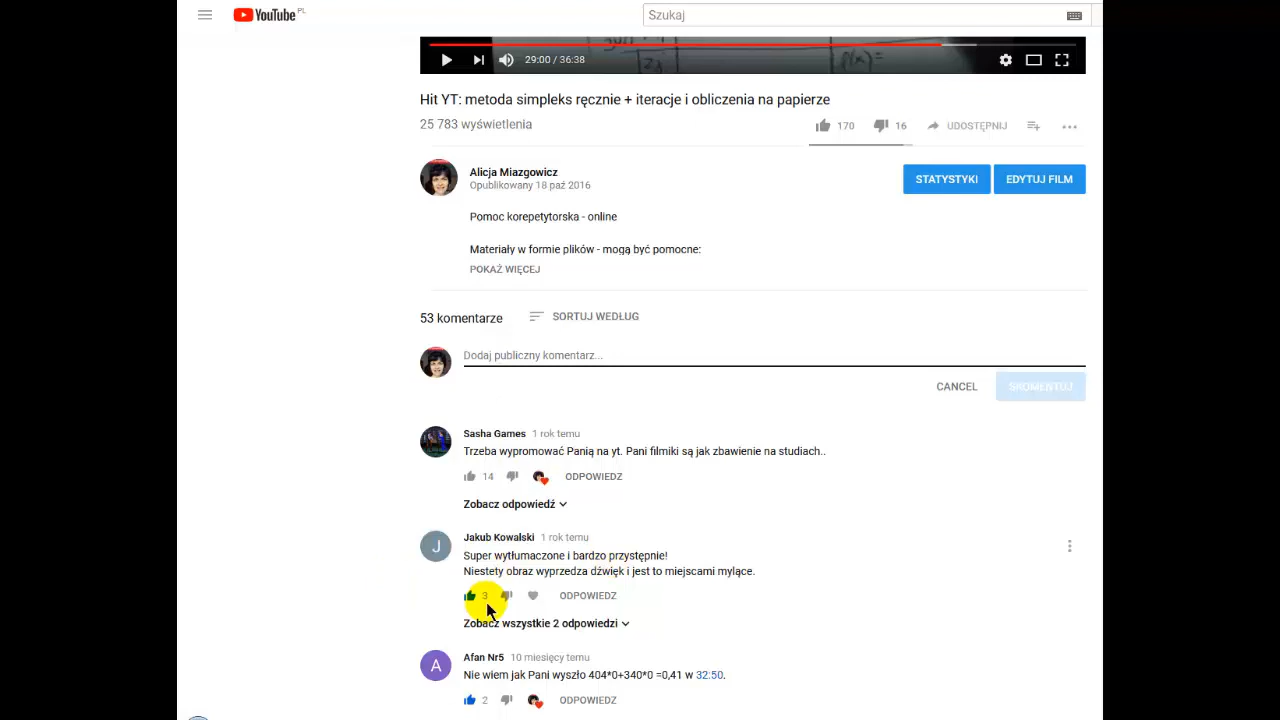 YouTube PL
Szukaj
29:00 / 36:38
Hit YT: metoda simpleks ręcznie + iteracje i obliczenia na papierze
25 783 wyświetlenia
170 16 UDOSTĘPNIJ
Alicja Miazgowicz
Opublikowany 18 paź 2016
STATYSTYKI EDYTUJ FILM
Pomoc korepetytorska - online
Materiały w formie plików - mogą być pomocne:
POKAŻ WIĘCEJ
53 komentarze SORTUJ WEDŁUG
Dodaj publiczny komentarz...
CANCEL SKOMENTUJ
Sasha Games 1 rok temu
Trzeba wypromować Panią na yt. Pani filmiki są jak zbawienie na studiach..
14 ODPOWIEDZ
Zobacz odpowiedź
J
Jakub Kowalski 1 rok temu
Super wytłumaczone i bardzo przystępnie!
Niestety obraz wyprzedza dźwięk i jest to miejscami mylące.
3 ODPOWIEDZ
Zobacz wszystkie 2 odpowiedzi
A
Afan Nr5 10 miesięcy temu
Nie wiem jak Pani wyszło 404*0+340*0 =0,41 w 32:50.
2 ODPOWIEDZ